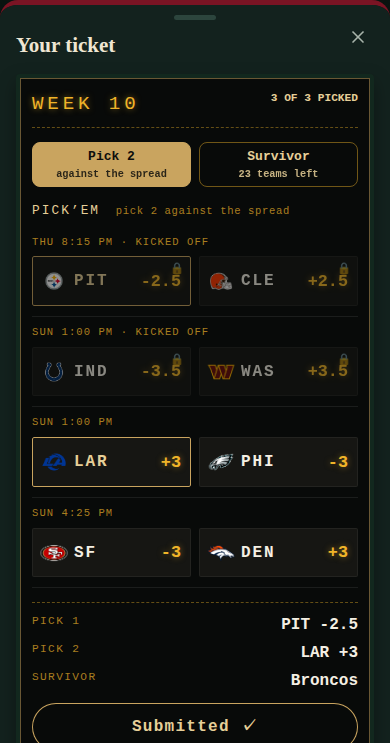 Your ticket
WEEK 10
3 OF 3 PICKED
Pick 2
against the spread
Survivor
23 teams left
PICK’EM pick 2 against the spread
THU 8:15 PM · KICKED OFF
PIT -2.5
CLE +2.5
SUN 1:00 PM · KICKED OFF
IND -3.5
WAS +3.5
SUN 1:00 PM
LAR +3
PHI -3
SUN 4:25 PM
SF -3
DEN +3
PICK 1 PIT -2.5
PICK 2 LAR +3
SURVIVOR Broncos
Submitted ✓